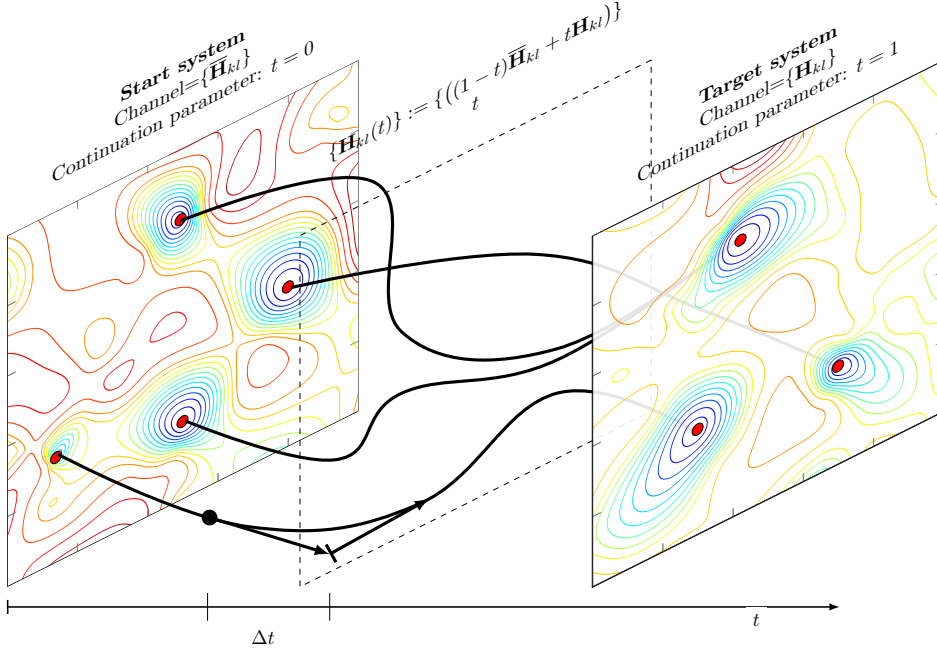 Start system
Channel={H̅ₖₗ}
Continuation parameter: t = 0
{Hₖₗ(t)} := {((1 − t)H̅ₖₗ + tHₖₗ)}
t
Target system
Channel={Hₖₗ}
Continuation parameter: t = 1
Δt
t